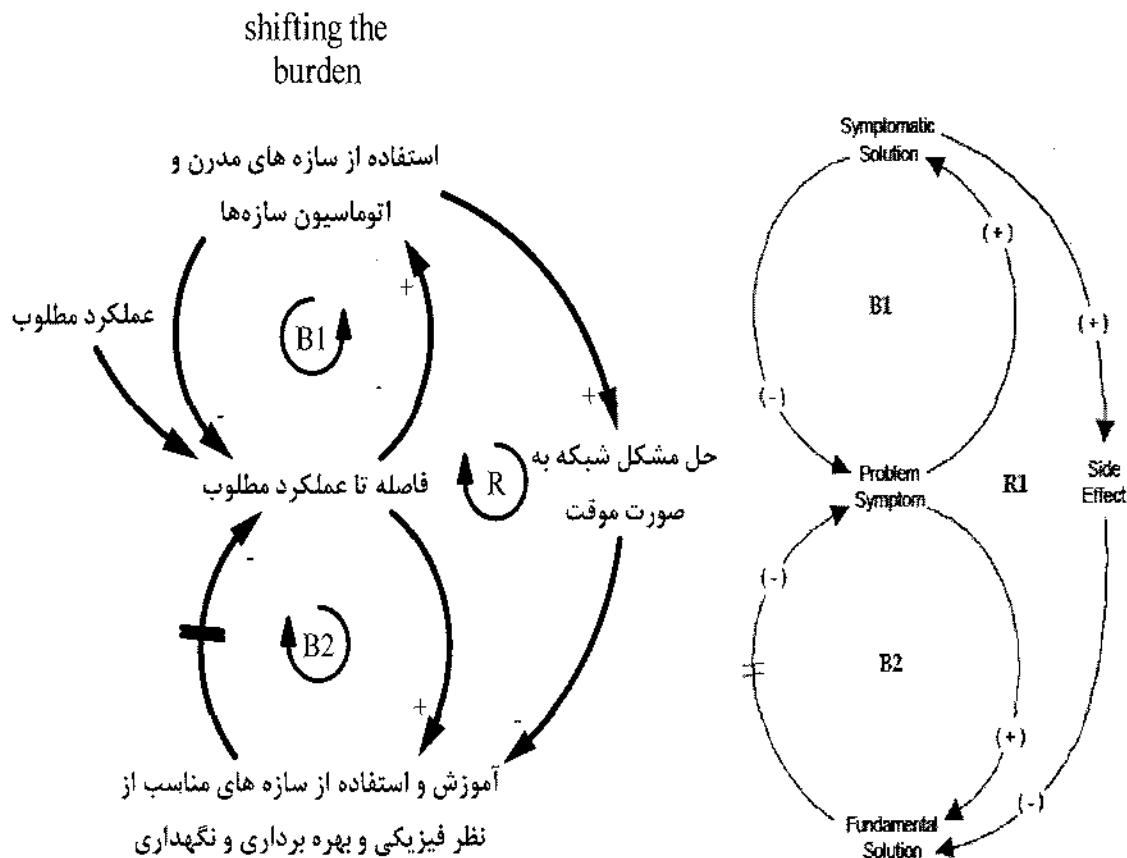 shifting the
burden
استفاده از سازه های مدرن و
اتوماسیون سازه‌ها
+
عملکرد مطلوب
B1
-
-
+
فاصله تا عملکرد مطلوب
R
حل مشکل شبکه به
صورت موقت
-
B2
+
-
آموزش و استفاده از سازه های مناسب از
نظر فیزیکی و بهره برداری و نگهداری
Symptomatic
Solution
(+)
B1
(+)
(-)
Problem
Symptom
R1
Side
Effect
(-)
B2
(+)
(-)
Fundamental
Solution